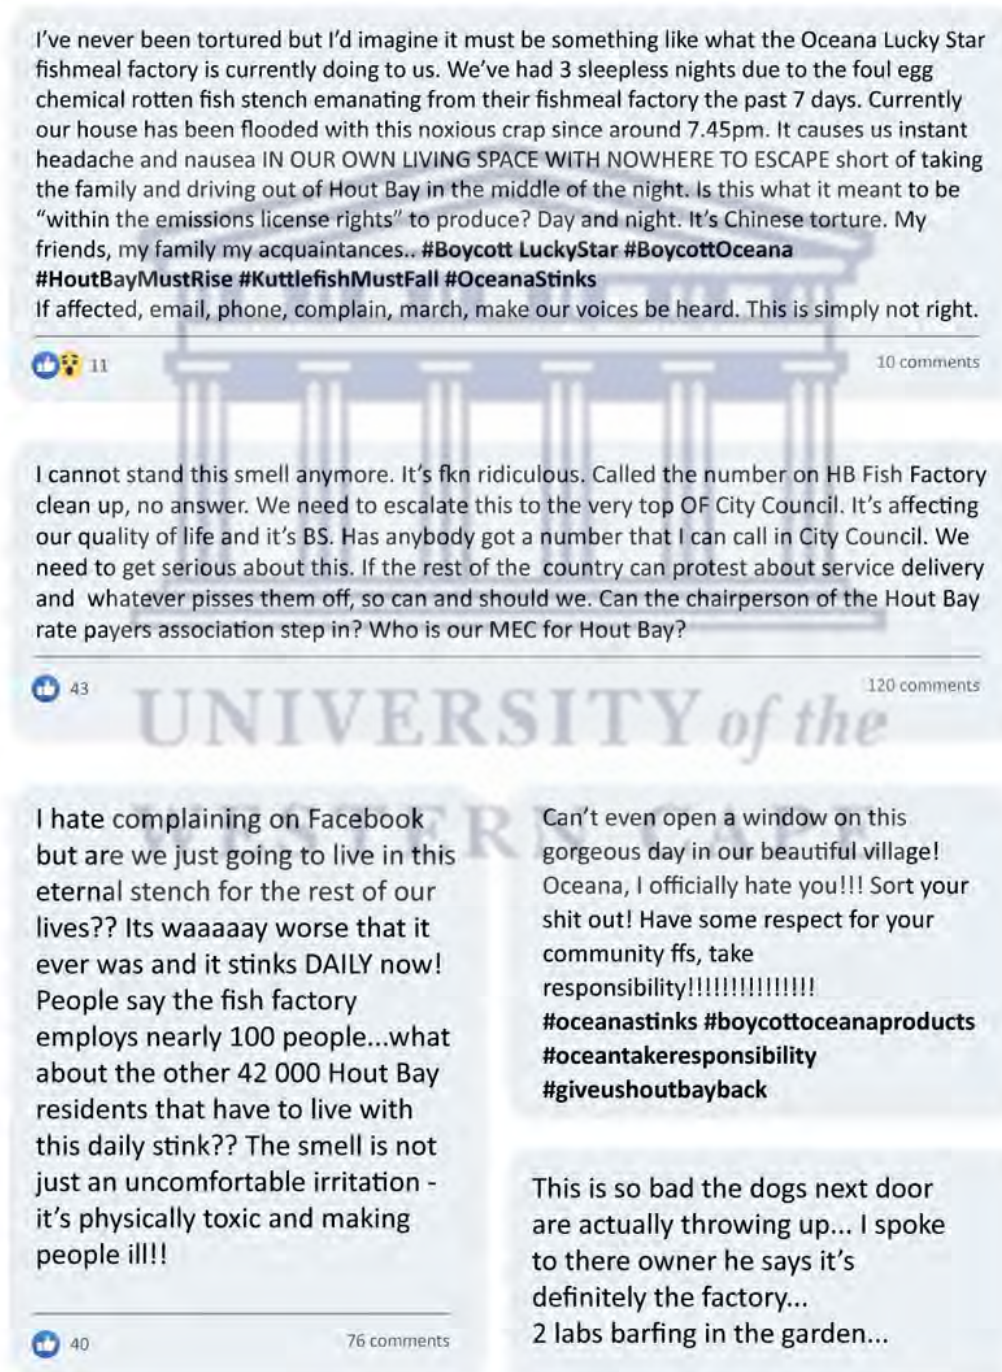 I've never been tortured but I'd imagine it must be something like what the Oceana Lucky Star
fishmeal factory is currently doing to us. We've had 3 sleepless nights due to the foul egg
chemical rotten fish stench emanating from their fishmeal factory the past 7 days. Currently
our house has been flooded with this noxious crap since around 7.45pm. It causes us instant
headache and nausea IN OUR OWN LIVING SPACE WITH NOWHERE TO ESCAPE short of taking
the family and driving out of Hout Bay in the middle of the night. Is this what it meant to be
“within the emissions license rights” to produce? Day and night. It's Chinese torture. My
friends, my family my acquaintances.. #Boycott LuckyStar #BoycottOceana
#HoutBayMustRise #KuttlefishMustFall #OceanaStinks
If affected, email, phone, complain, march, make our voices be heard. This is simply not right.
11
10 comments
I cannot stand this smell anymore. It's fkn ridiculous. Called the number on HB Fish Factory
clean up, no answer. We need to escalate this to the very top OF City Council. It's affecting
our quality of life and it's BS. Has anybody got a number that I can call in City Council. We
need to get serious about this. If the rest of the country can protest about service delivery
and whatever pisses them off, so can and should we. Can the chairperson of the Hout Bay
rate payers association step in? Who is our MEC for Hout Bay?
43
120 comments
UNIVERSITY of the
WESTERN CAPE
I hate complaining on Facebook
but are we just going to live in this
eternal stench for the rest of our
lives?? Its waaaaay worse that it
ever was and it stinks DAILY now!
People say the fish factory
employs nearly 100 people...what
about the other 42 000 Hout Bay
residents that have to live with
this daily stink?? The smell is not
just an uncomfortable irritation -
it's physically toxic and making
people ill!!
40
76 comments
Can't even open a window on this
gorgeous day in our beautiful village!
Oceana, I officially hate you!!! Sort your
shit out! Have some respect for your
community ffs, take
responsibility!!!!!!!!!!!!!!!
#oceanastinks #boycottoceanaproducts
#oceantakeresponsibility
#giveushoutbayback
This is so bad the dogs next door
are actually throwing up... I spoke
to there owner he says it's
definitely the factory...
2 labs barfing in the garden...